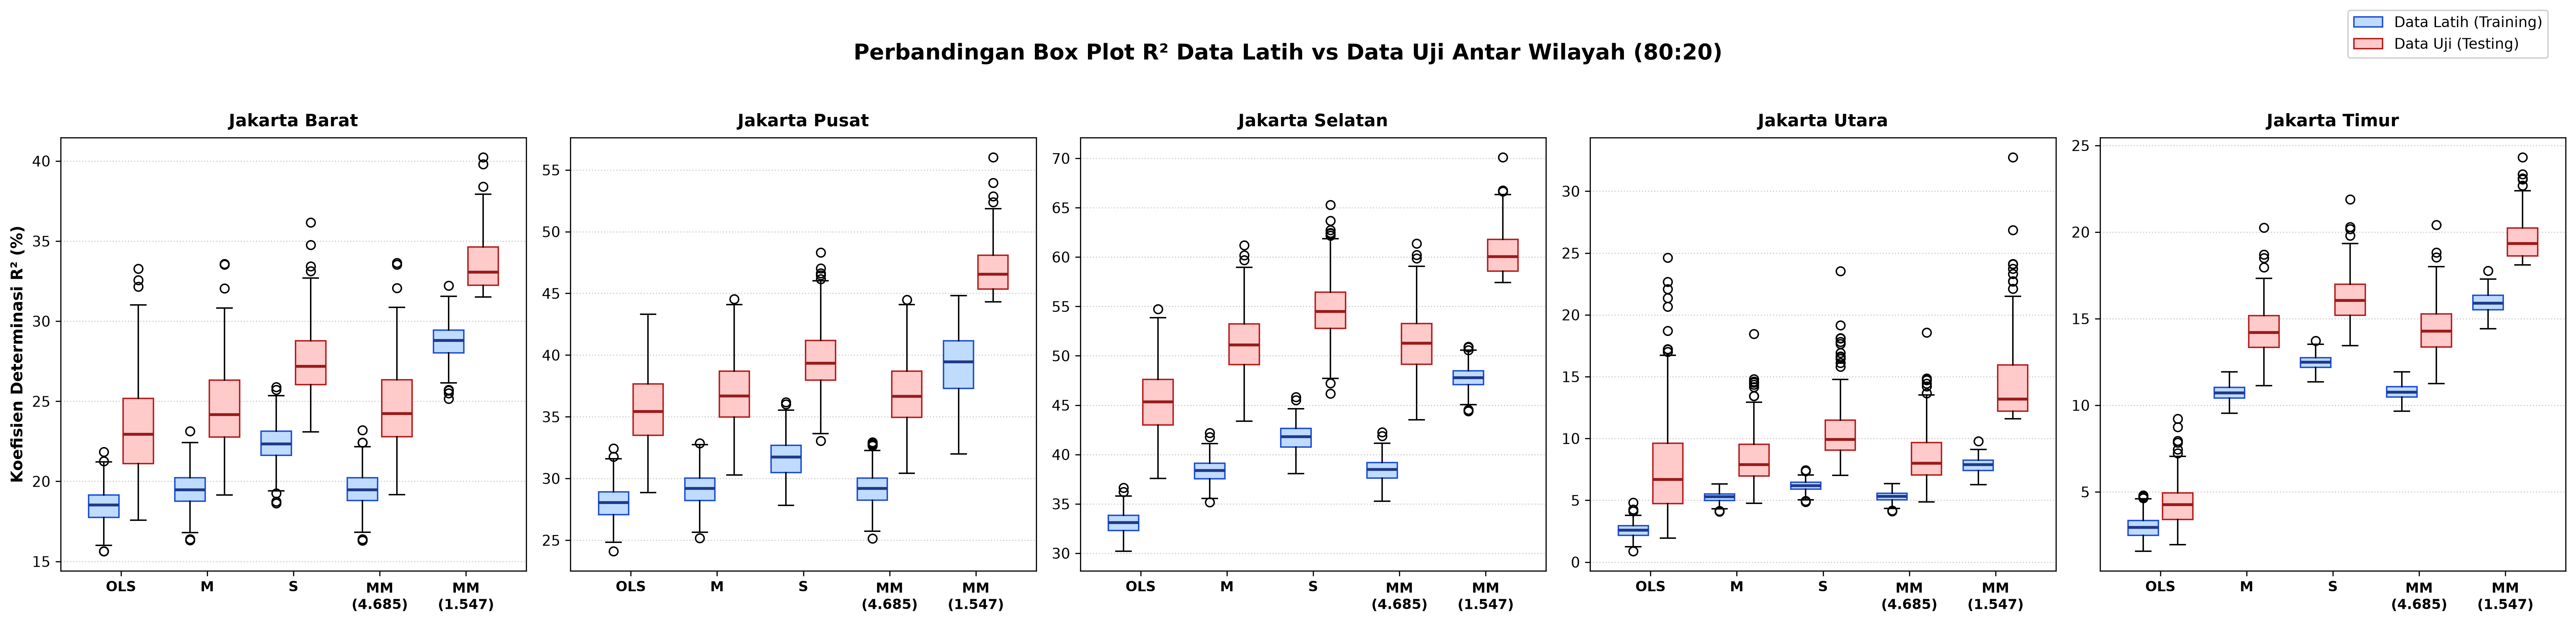 Data Latih (Training)
Data Uji (Testing)
Perbandingan Box Plot R² Data Latih vs Data Uji Antar Wilayah (80:20)
Jakarta Barat
Koefisien Determinasi R² (%)
40
35
30
25
20
15
OLS M S MM MM
(4.685) (1.547)
Jakarta Pusat
55
50
45
40
35
30
25
OLS M S MM MM
(4.685) (1.547)
Jakarta Selatan
70
65
60
55
50
45
40
35
30
OLS M S MM MM
(4.685) (1.547)
Jakarta Utara
30
25
20
15
10
5
0
OLS M S MM MM
(4.685) (1.547)
Jakarta Timur
25
20
15
10
5
OLS M S MM MM
(4.685) (1.547)